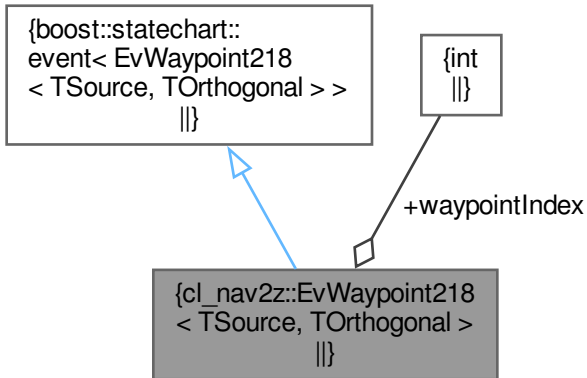 {boost::statechart::
event< EvWaypoint218
< TSource, TOrthogonal > >
||}
{int
||}
+waypointIndex
{cl_nav2z::EvWaypoint218
< TSource, TOrthogonal >
||}